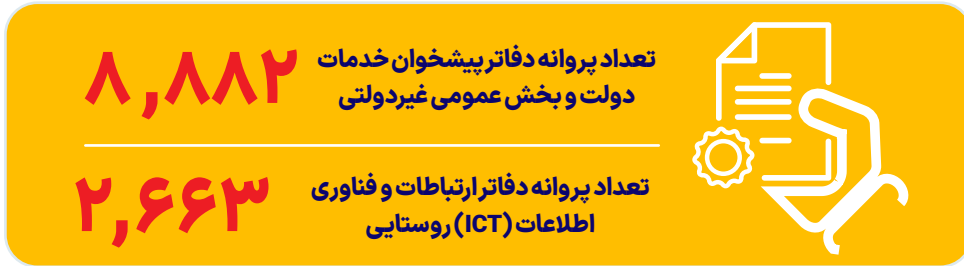 تعداد پروانه دفاتر پیشخوان خدمات
دولت و بخش عمومی غیردولتی
۸,۸۸۲
تعداد پروانه دفاتر ارتباطات و فناوری
اطلاعات (ICT) روستایی
۲,۶۶۳